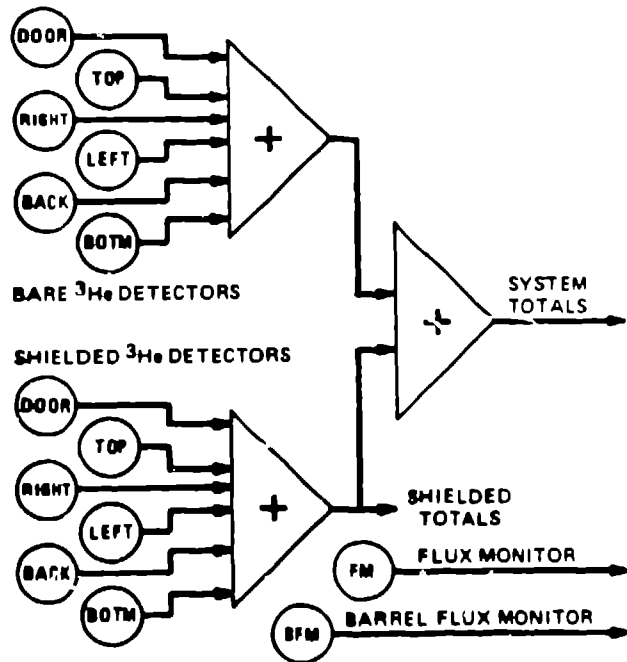 DOOR
TOP
RIGHT
LEFT
BACK
BOTM
+
BARE ³He DETECTORS
+
SYSTEM
TOTALS
SHIELDED ³He DETECTORS
DOOR
TOP
RIGHT
LEFT
BACK
BOTM
+
SHIELDED
TOTALS
FM
FLUX MONITOR
BFM
BARREL FLUX MONITOR